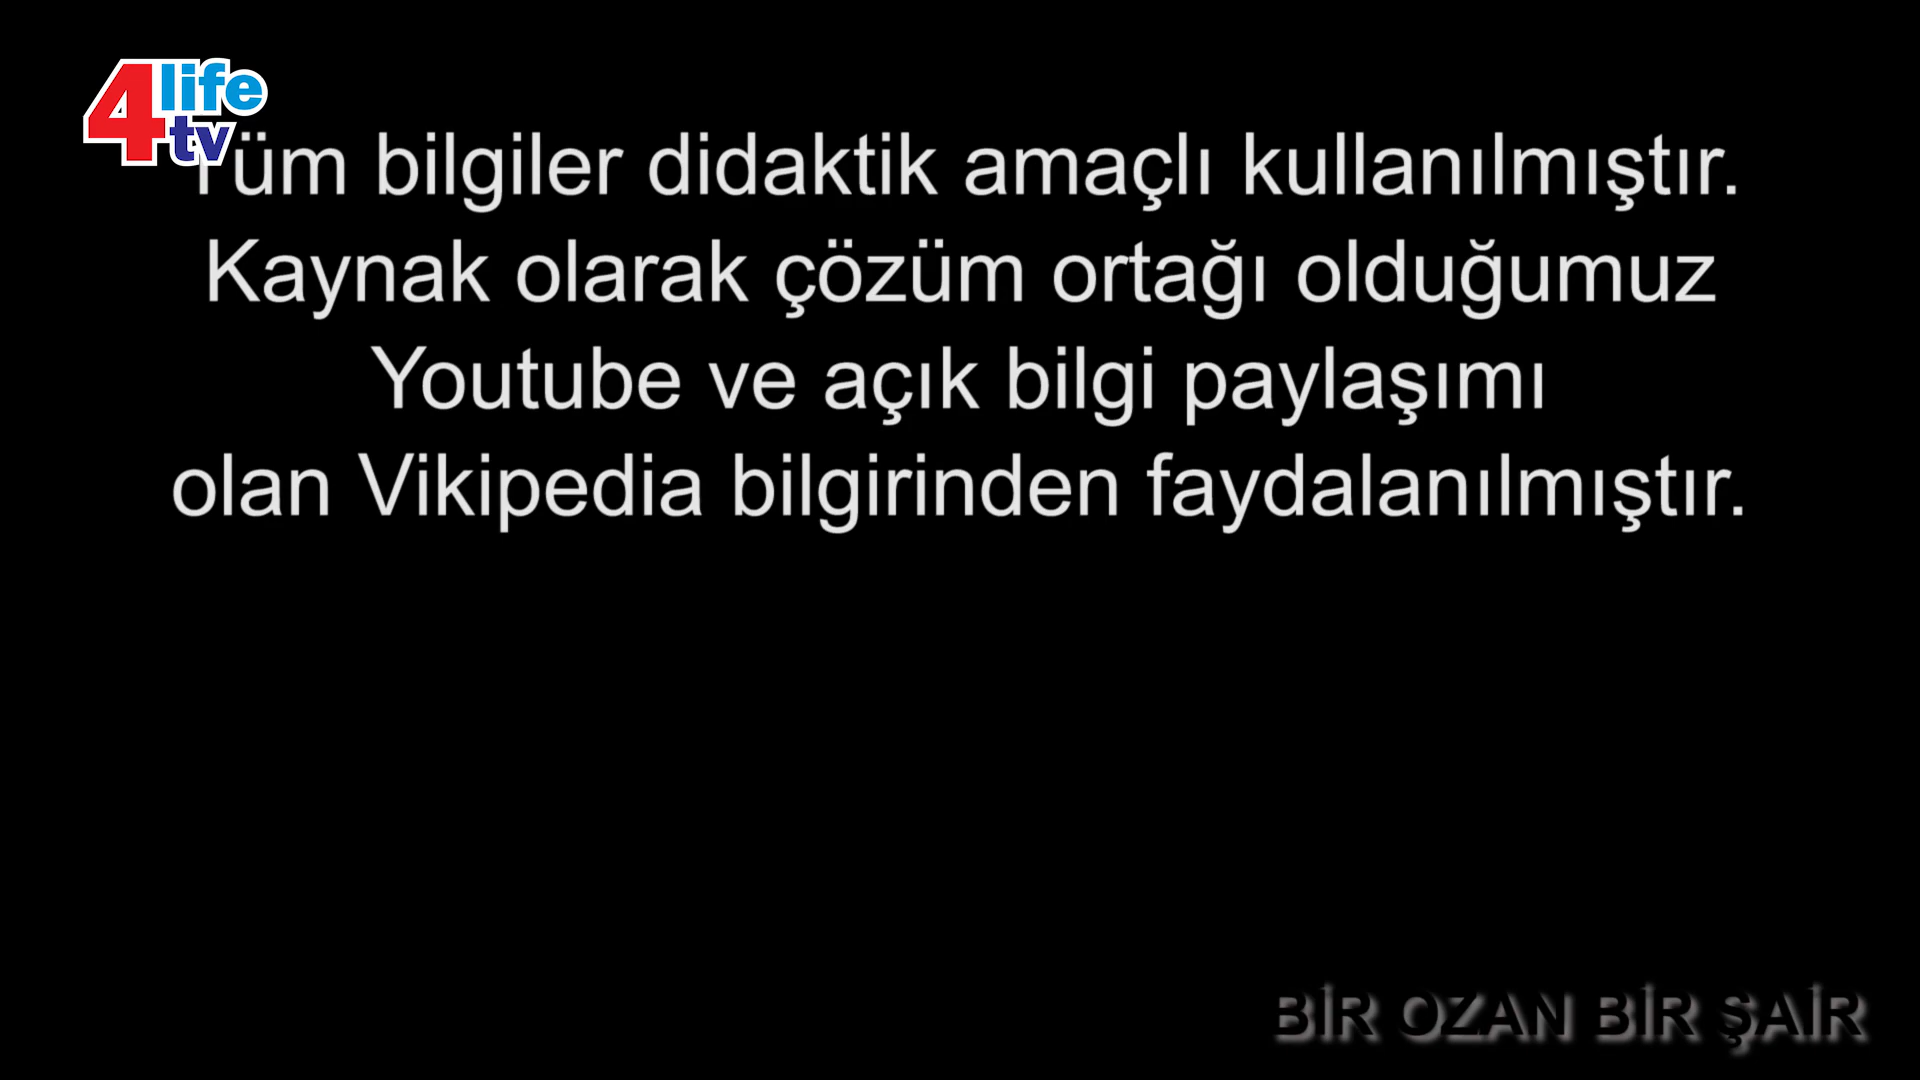 4life
tv
Tüm bilgiler didaktik amaçlı kullanılmıştır.
Kaynak olarak çözüm ortağı olduğumuz
Youtube ve açık bilgi paylaşımı
olan Vikipedia bilgirinden faydalanılmıştır.
BİR OZAN BİR ŞAİR